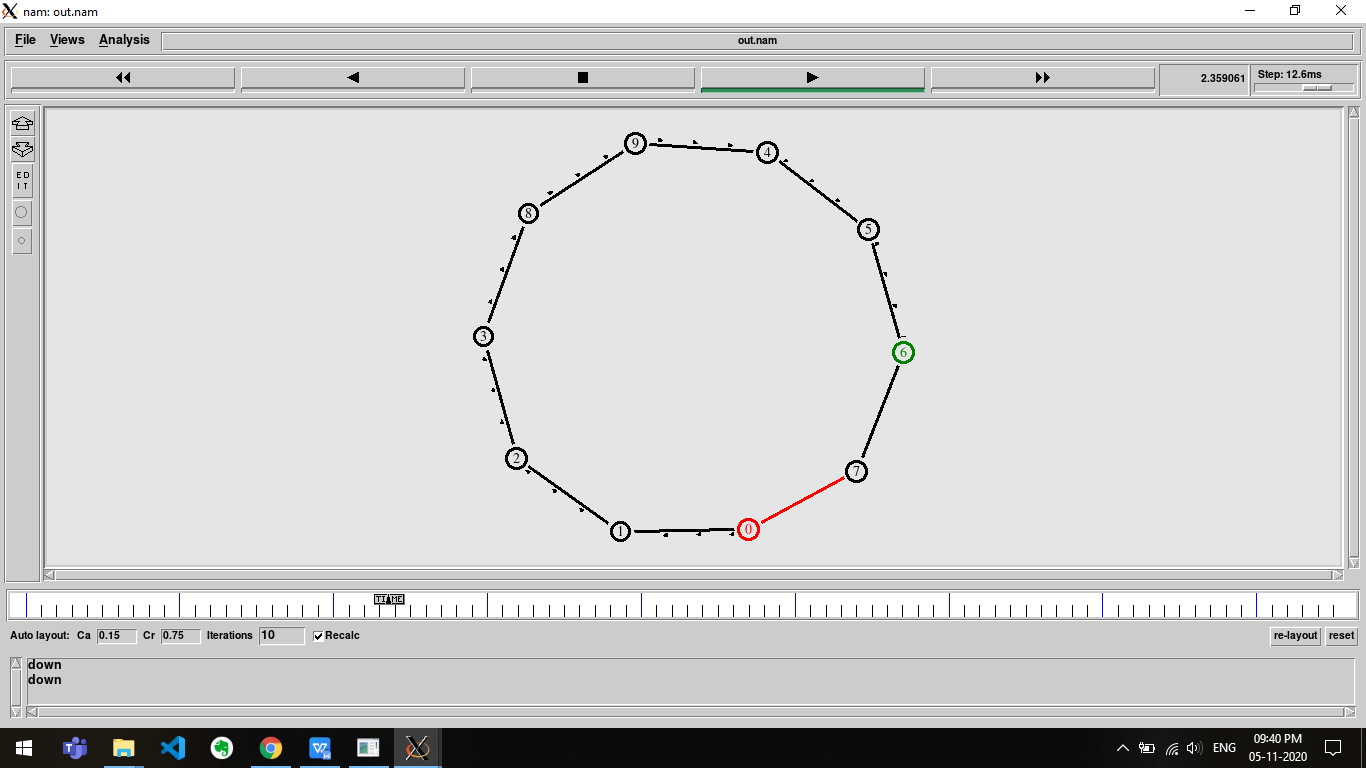 nam: out.nam
File Views Analysis out.nam
2.359061 Step: 12.6ms
ED
IT
9
4
8
5
3
6
2
7
1
0
TIME
Auto layout: Ca 0.15 Cr 0.75 Iterations 10 Recalc re-layout reset
down
down
ENG 09:40 PM
05-11-2020